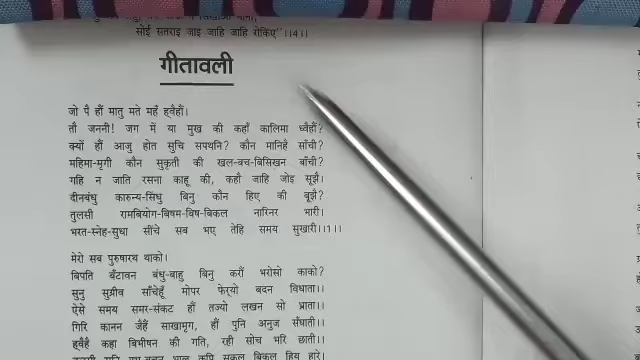 सोई सतराइ जाइ जाहि जाहि रोकिए"।।4।।
गीतावली
जो पै हौं मातु मते महँ ह्वैहौं।
तौ जननी! जग में या मुख की कहाँ कालिमा ध्वैहौं?
क्यों हौं आजु होत सुचि सपथनि? कौन मानिहै साँची?
महिमा-मृगी कौन सुकृती की खल-बच-बिसिखन बाँची?
गहि न जाति रसना काहू की, कहौ जाहि जोइ सूझै।
दीनबंधु कारुन्य-सिंधु बिनु कौन हिए की बूझै?
तुलसी रामबियोग-बिषम-विष-बिकल नारिनर भारी।
भरत-स्नेह-सुधा सींचे सब भए तेहि समय सुखारी।।1।।
मेरो सब पुरुषारथ थाको।
बिपति बँटावन बंधु-बाहु बिनु करौं भरोसो काको?
सुनु सुग्रीव साँचेहूँ मोपर फेर्‌यो बदन विधाता।।
ऐसे समय समर-संकट हौं तज्यो लखन सो भ्राता।।
गिरि कानन जैहैं साखामृग, हौं पुनि अनुज सँघाती।।
ह्वैहै कहा बिभीषन की गति, रही सोच भरि छाती।।